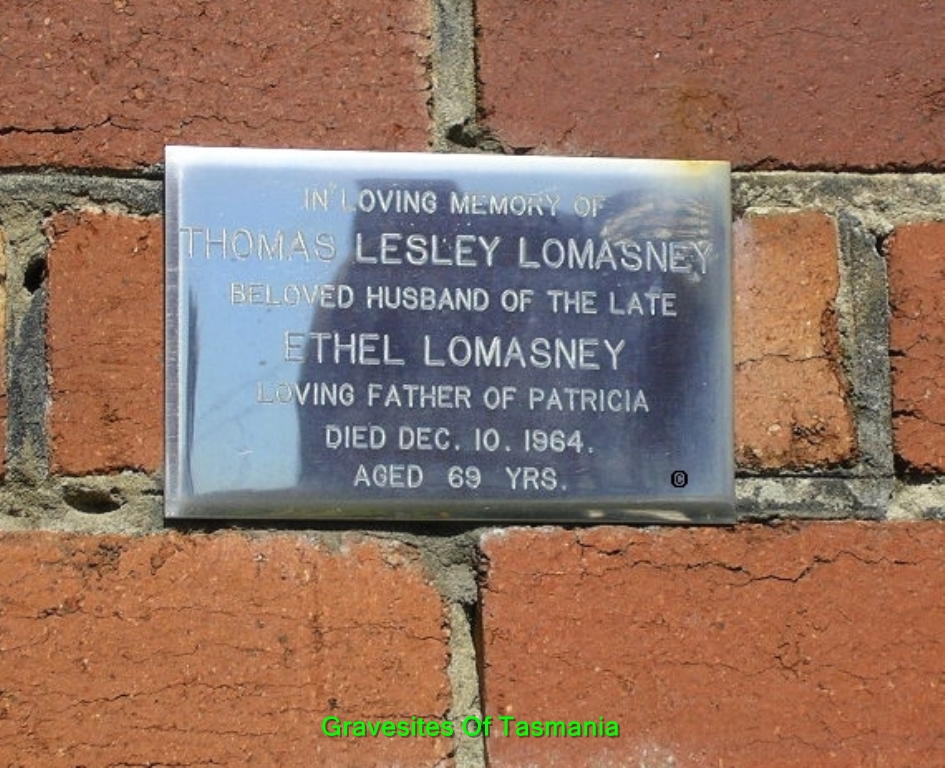 IN LOVING MEMORY OF
THOMAS LESLEY LOMASNEY
BELOVED HUSBAND OF THE LATE
ETHEL LOMASNEY
LOVING FATHER OF PATRICIA
DIED DEC. 10. 1964.
AGED 69 YRS.
©
Gravesites Of Tasmania